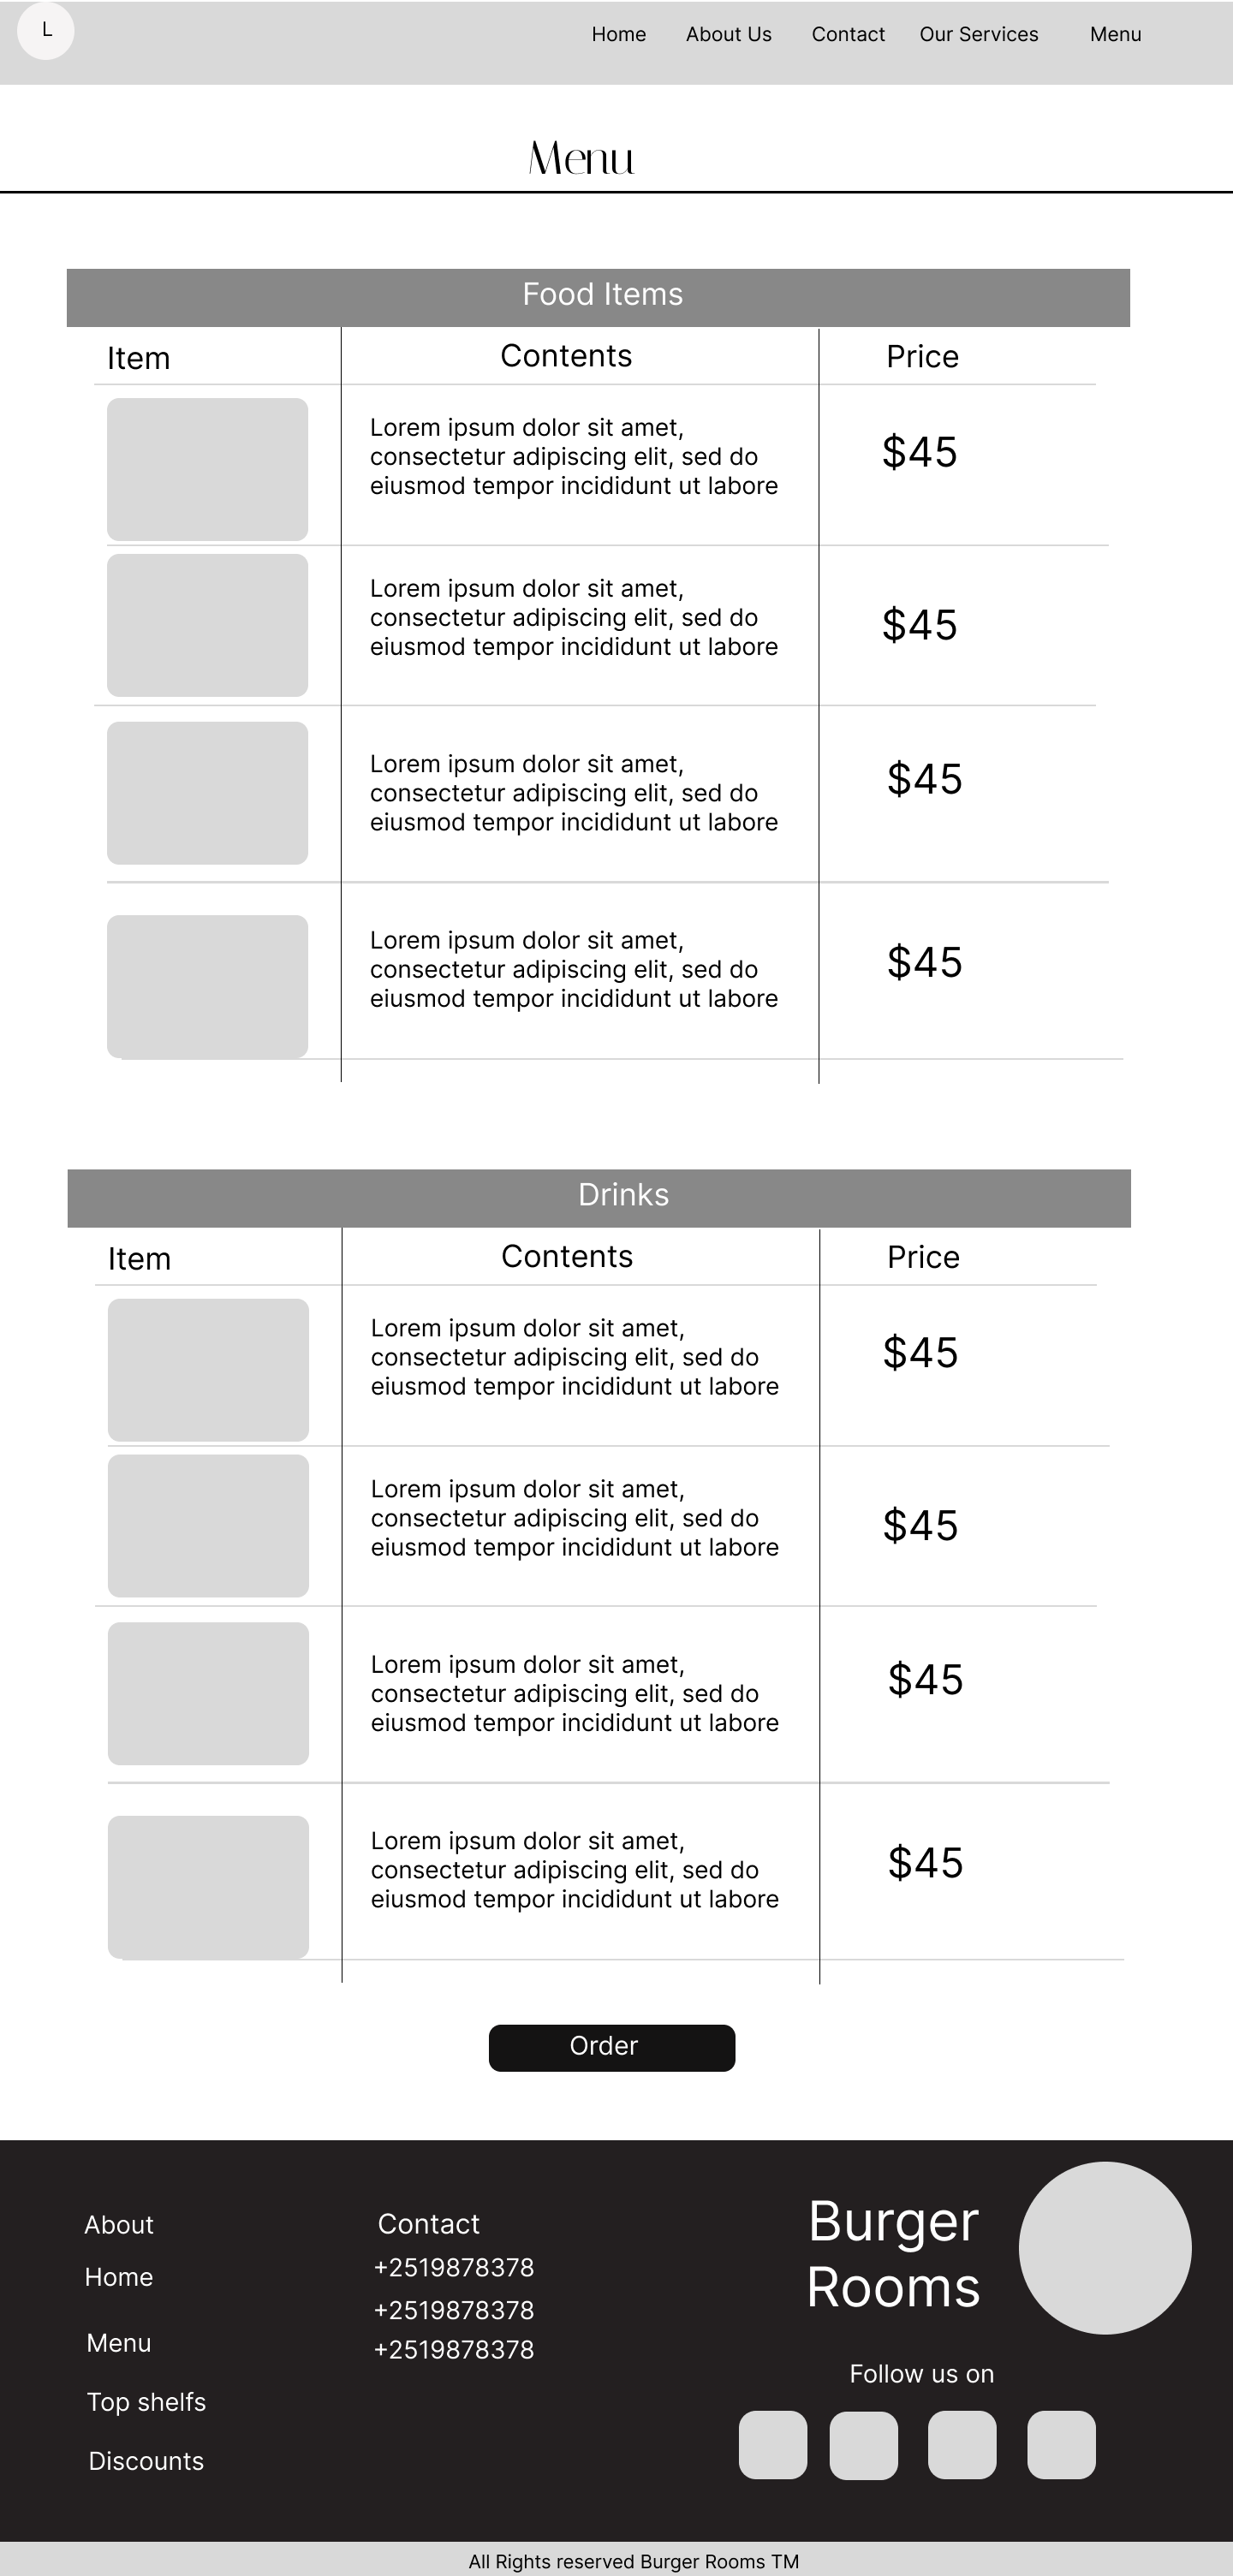 L
Home About Us Contact Our Services Menu
Menu
Food Items
Item Contents Price
Lorem ipsum dolor sit amet,
consectetur adipiscing elit, sed do
eiusmod tempor incididunt ut labore
$45
Lorem ipsum dolor sit amet,
consectetur adipiscing elit, sed do
eiusmod tempor incididunt ut labore
$45
Lorem ipsum dolor sit amet,
consectetur adipiscing elit, sed do
eiusmod tempor incididunt ut labore
$45
Lorem ipsum dolor sit amet,
consectetur adipiscing elit, sed do
eiusmod tempor incididunt ut labore
$45
Drinks
Item Contents Price
Lorem ipsum dolor sit amet,
consectetur adipiscing elit, sed do
eiusmod tempor incididunt ut labore
$45
Lorem ipsum dolor sit amet,
consectetur adipiscing elit, sed do
eiusmod tempor incididunt ut labore
$45
Lorem ipsum dolor sit amet,
consectetur adipiscing elit, sed do
eiusmod tempor incididunt ut labore
$45
Lorem ipsum dolor sit amet,
consectetur adipiscing elit, sed do
eiusmod tempor incididunt ut labore
$45
Order
About
Home
Menu
Top shelfs
Discounts
Contact
+2519878378
+2519878378
+2519878378
Burger
Rooms
Follow us on
All Rights reserved Burger Rooms TM